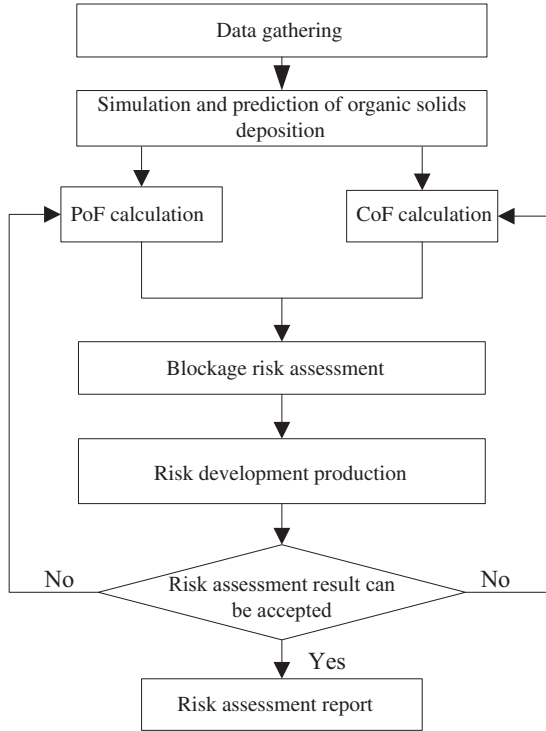 Data gathering
Simulation and prediction of organic solids
deposition
PoF calculation
CoF calculation
Blockage risk assessment
Risk development production
No
Risk assessment result can
be accepted
No
Yes
Risk assessment report